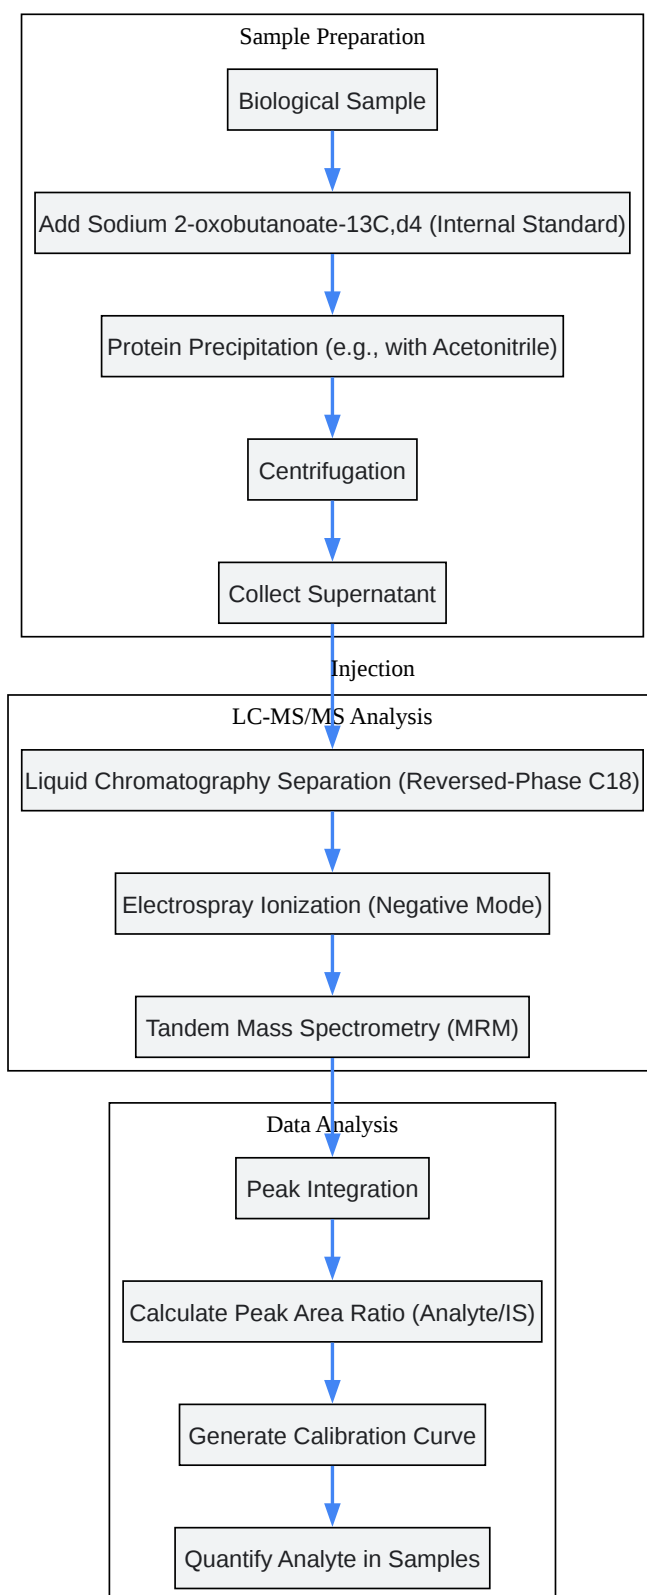 Sample Preparation
Biological Sample
Add Sodium 2-oxobutanoate-13C,d4 (Internal Standard)
Protein Precipitation (e.g., with Acetonitrile)
Centrifugation
Collect Supernatant
Injection
LC-MS/MS Analysis
Liquid Chromatography Separation (Reversed-Phase C18)
Electrospray Ionization (Negative Mode)
Tandem Mass Spectrometry (MRM)
Data Analysis
Peak Integration
Calculate Peak Area Ratio (Analyte/IS)
Generate Calibration Curve
Quantify Analyte in Samples